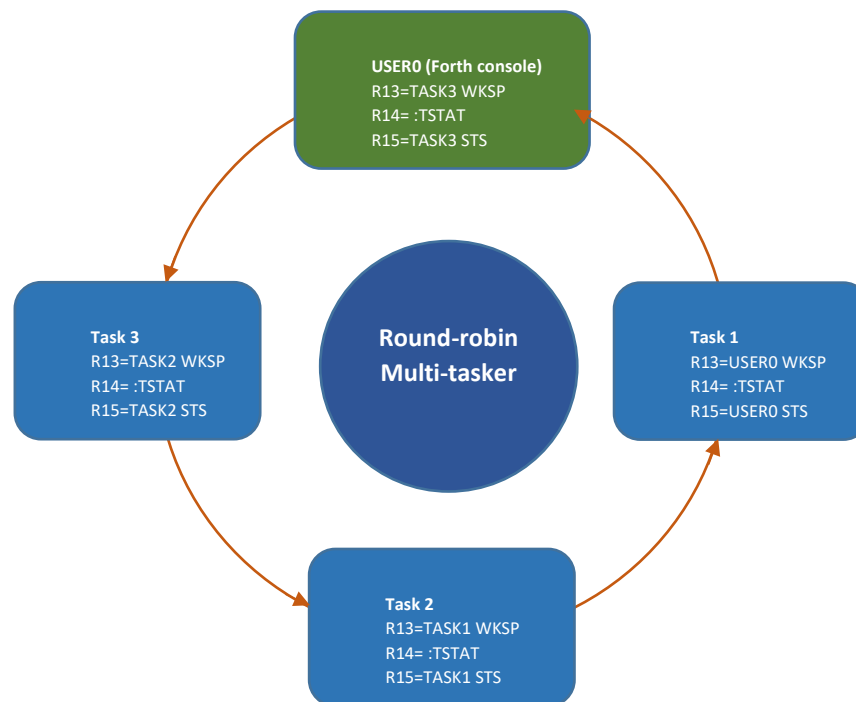 USER0 (Forth console)
R13=TASK3 WKSP
R14= :TSTAT
R15=TASK3 STS
Task 3
R13=TASK2 WKSP
R14= :TSTAT
R15=TASK2 STS
Round-robin
Multi-tasker
Task 1
R13=USER0 WKSP
R14= :TSTAT
R15=USER0 STS
Task 2
R13=TASK1 WKSP
R14= :TSTAT
R15=TASK1 STS